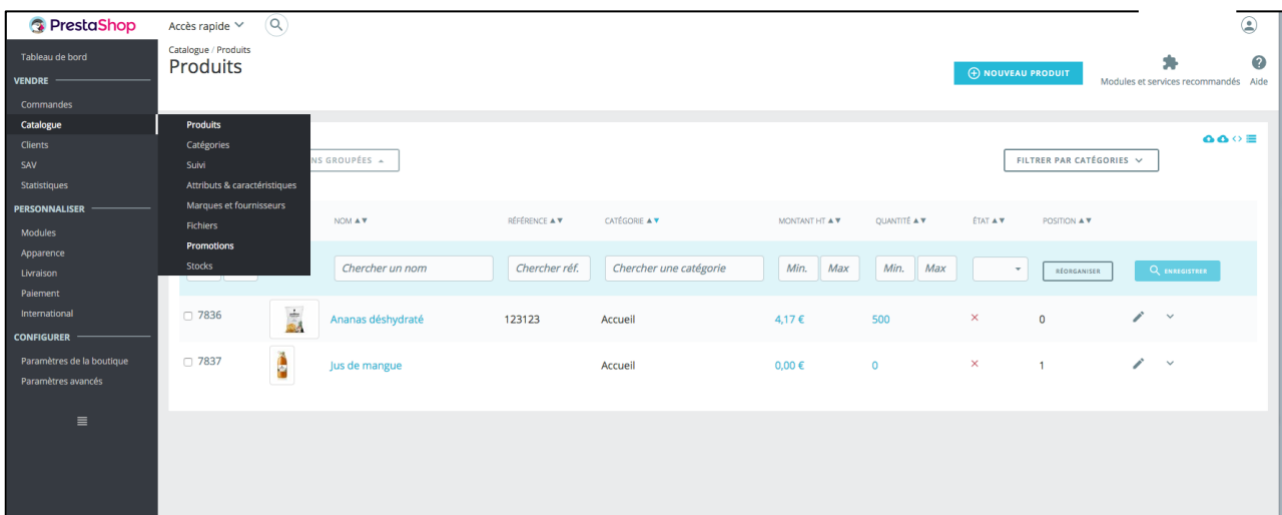 PrestaShop
Accès rapide
Catalogue / Produits
Produits
NOUVEAU PRODUIT
Modules et services recommandés
Aide
Tableau de bord
VENDRE
Commandes
Catalogue
Clients
SAV
Statistiques
PERSONNALISER
Modules
Apparence
Livraison
Paiement
International
CONFIGURER
Paramètres de la boutique
Paramètres avancés
Produits
Catégories
Suivi
Attributs & caractéristiques
Marques et fournisseurs
Fichiers
Promotions
Stocks
NS GROUPÉES
FILTRER PAR CATÉGORIES
NOM RÉFÉRENCE CATÉGORIE MONTANT HT QUANTITÉ ÉTAT POSITION
Chercher un nom Chercher réf. Chercher une catégorie Min. Max Min. Max RÉORGANISER ENREGISTRER
7836 Ananas déshydraté 123123 Accueil 4,17 € 500 0
7837 Jus de mangue Accueil 0,00 € 0 1